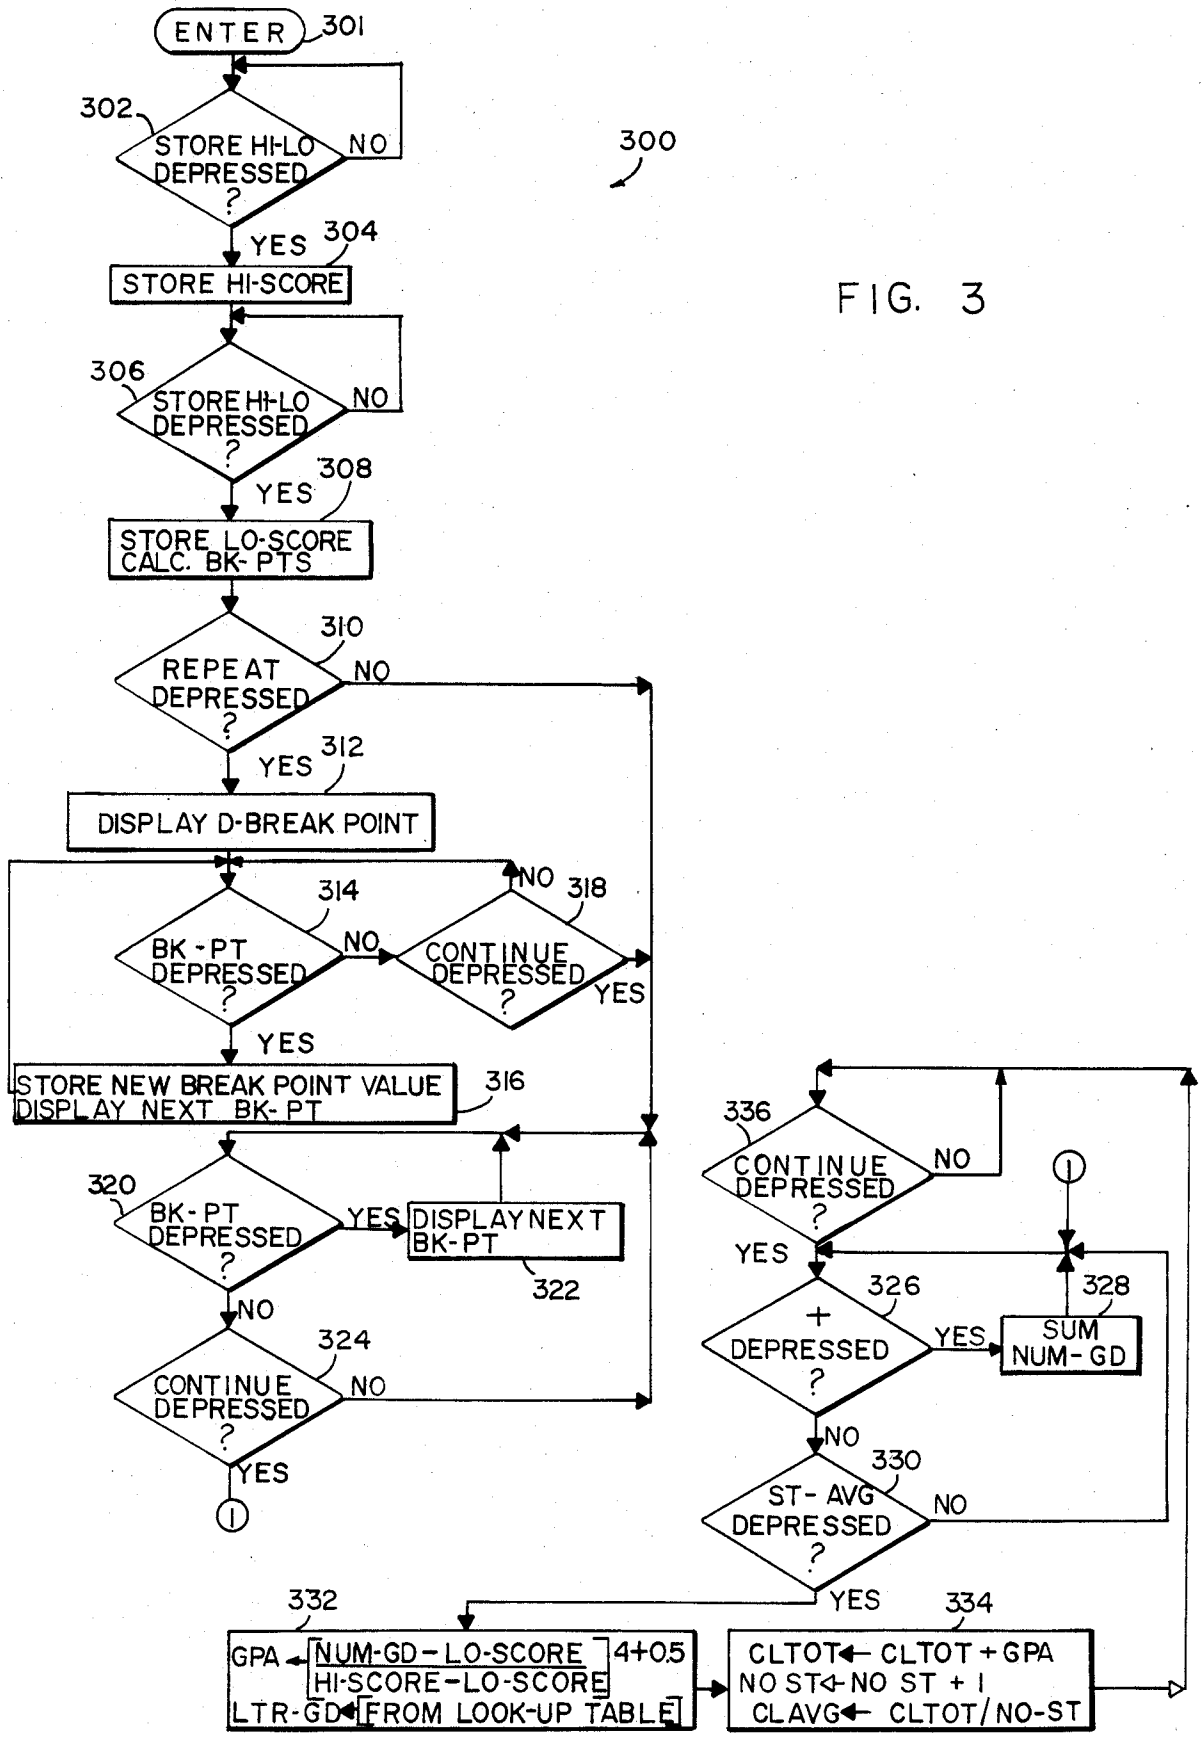 ENTER
301
302
STORE HI-LO
DEPRESSED
?
NO
300
YES
304
STORE HI-SCORE
FIG. 3
306
STORE HI-LO
DEPRESSED
?
NO
YES
308
STORE LO-SCORE
CALC. BK-PTS
310
REPEAT
DEPRESSED
?
NO
YES
312
DISPLAY D-BREAK POINT
314
BK-PT
DEPRESSED
?
NO
318
CONTINUE
DEPRESSED
?
NO
YES
YES
STORE NEW BREAK POINT VALUE
DISPLAY NEXT BK-PT
316
320
BK-PT
DEPRESSED
?
YES
DISPLAY NEXT
BK-PT
322
NO
324
CONTINUE
DEPRESSED
?
NO
YES
1
336
CONTINUE
DEPRESSED
?
NO
1
YES
326
+
DEPRESSED
?
YES
328
SUM
NUM-GD
NO
330
ST-AVG
DEPRESSED
?
NO
YES
332
GPA ← [NUM-GD-LO-SCORE
HI-SCORE-LO-SCORE] 4+0.5
LTR-GD ← [FROM LOOK-UP TABLE]
334
CLTOT ← CLTOT + GPA
NO ST ← NO ST + 1
CLAVG ← CLTOT/NO-ST